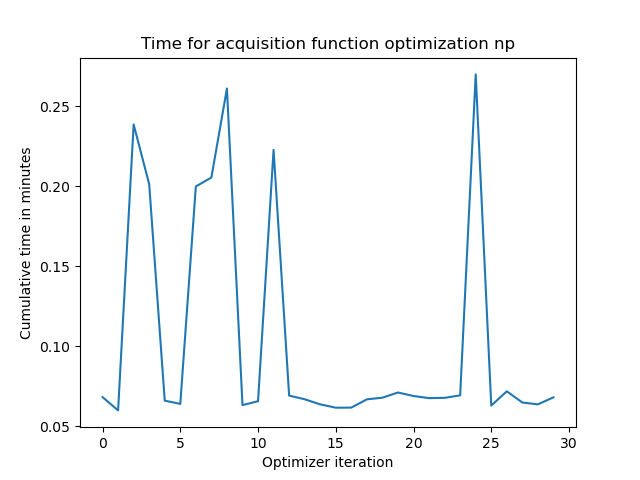 Time for acquisition function optimization np
Cumulative time in minutes
0.25
0.20
0.15
0.10
0.05
0 5 10 15 20 25 30
Optimizer iteration